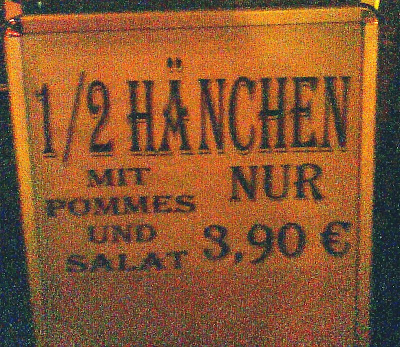 1/2 HÄNCHEN
MIT
POMMES
UND
SALAT
NUR
3,90 €